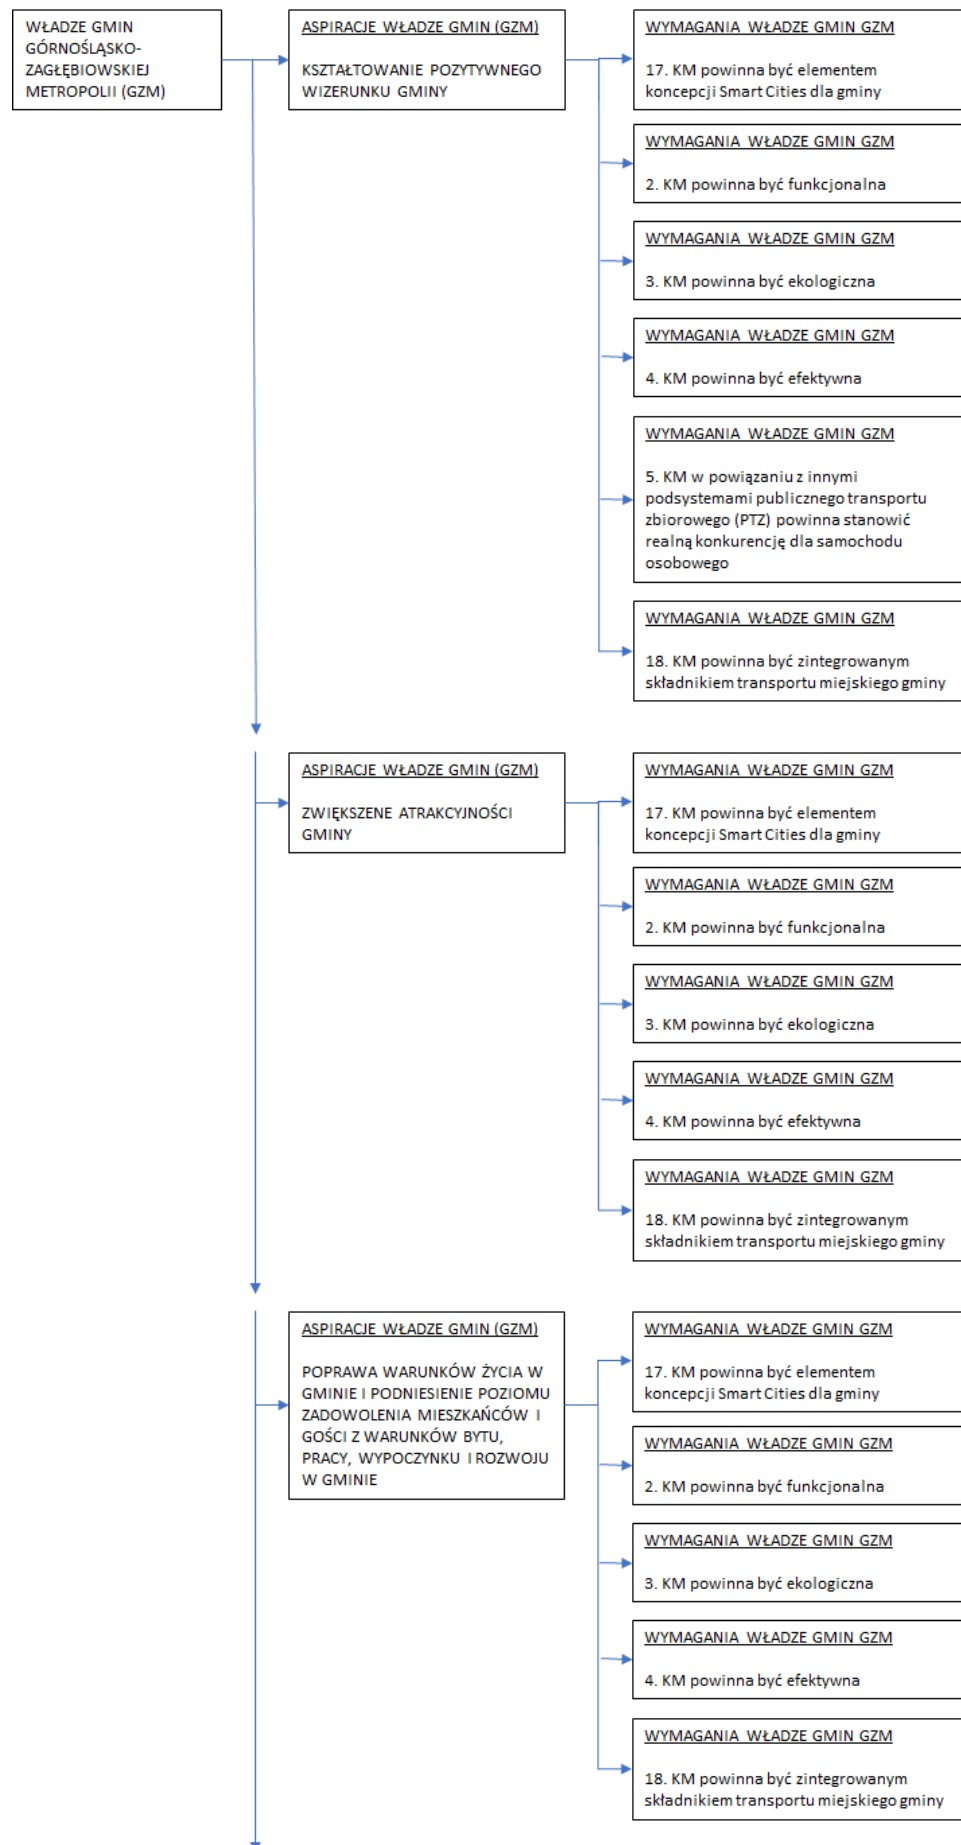 WŁADZE GMIN
GÓRNOŚLĄSKO-
ZAGŁĘBIOWSKIEJ
METROPOLII (GZM)
ASPIRACJE WŁADZE GMIN (GZM)
KSZTAŁTOWANIE POZYTYWNEGO
WIZERUNKU GMINY
WYMAGANIA WŁADZE GMIN GZM
17. KM powinna być elementem
koncepcji Smart Cities dla gminy
WYMAGANIA WŁADZE GMIN GZM
2. KM powinna być funkcjonalna
WYMAGANIA WŁADZE GMIN GZM
3. KM powinna być ekologiczna
WYMAGANIA WŁADZE GMIN GZM
4. KM powinna być efektywna
WYMAGANIA WŁADZE GMIN GZM
5. KM w powiązaniu z innymi
podsystemami publicznego transportu
zbiorowego (PTZ) powinna stanowić
realną konkurencję dla samochodu
osobowego
WYMAGANIA WŁADZE GMIN GZM
18. KM powinna być zintegrowanym
składnikiem transportu miejskiego gminy
ASPIRACJE WŁADZE GMIN (GZM)
ZWIĘKSZENE ATRAKCYJNOŚCI
GMINY
WYMAGANIA WŁADZE GMIN GZM
17. KM powinna być elementem
koncepcji Smart Cities dla gminy
WYMAGANIA WŁADZE GMIN GZM
2. KM powinna być funkcjonalna
WYMAGANIA WŁADZE GMIN GZM
3. KM powinna być ekologiczna
WYMAGANIA WŁADZE GMIN GZM
4. KM powinna być efektywna
WYMAGANIA WŁADZE GMIN GZM
18. KM powinna być zintegrowanym
składnikiem transportu miejskiego gminy
ASPIRACJE WŁADZE GMIN (GZM)
POPRAWA WARUNKÓW ŻYCIA W
GMINIE I PODNIESIENIE POZIOMU
ZADOWOLENIA MIESZKAŃCÓW I
GOŚCI Z WARUNKÓW BYTU,
PRACY, WYPOCZYNKU I ROZWOJU
W GMINIE
WYMAGANIA WŁADZE GMIN GZM
17. KM powinna być elementem
koncepcji Smart Cities dla gminy
WYMAGANIA WŁADZE GMIN GZM
2. KM powinna być funkcjonalna
WYMAGANIA WŁADZE GMIN GZM
3. KM powinna być ekologiczna
WYMAGANIA WŁADZE GMIN GZM
4. KM powinna być efektywna
WYMAGANIA WŁADZE GMIN GZM
18. KM powinna być zintegrowanym
składnikiem transportu miejskiego gminy